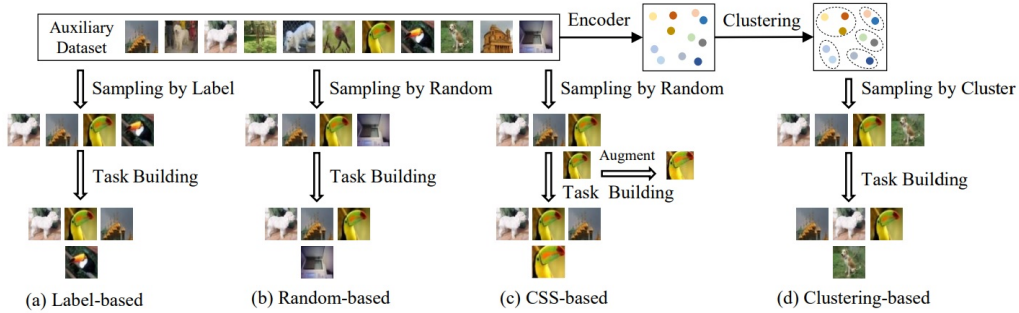 Auxiliary
Dataset
Encoder
Clustering
Sampling by Label
Sampling by Random
Sampling by Random
Sampling by Cluster
Task Building
Task Building
Augment
Task Building
Task Building
(a) Label-based
(b) Random-based
(c) CSS-based
(d) Clustering-based